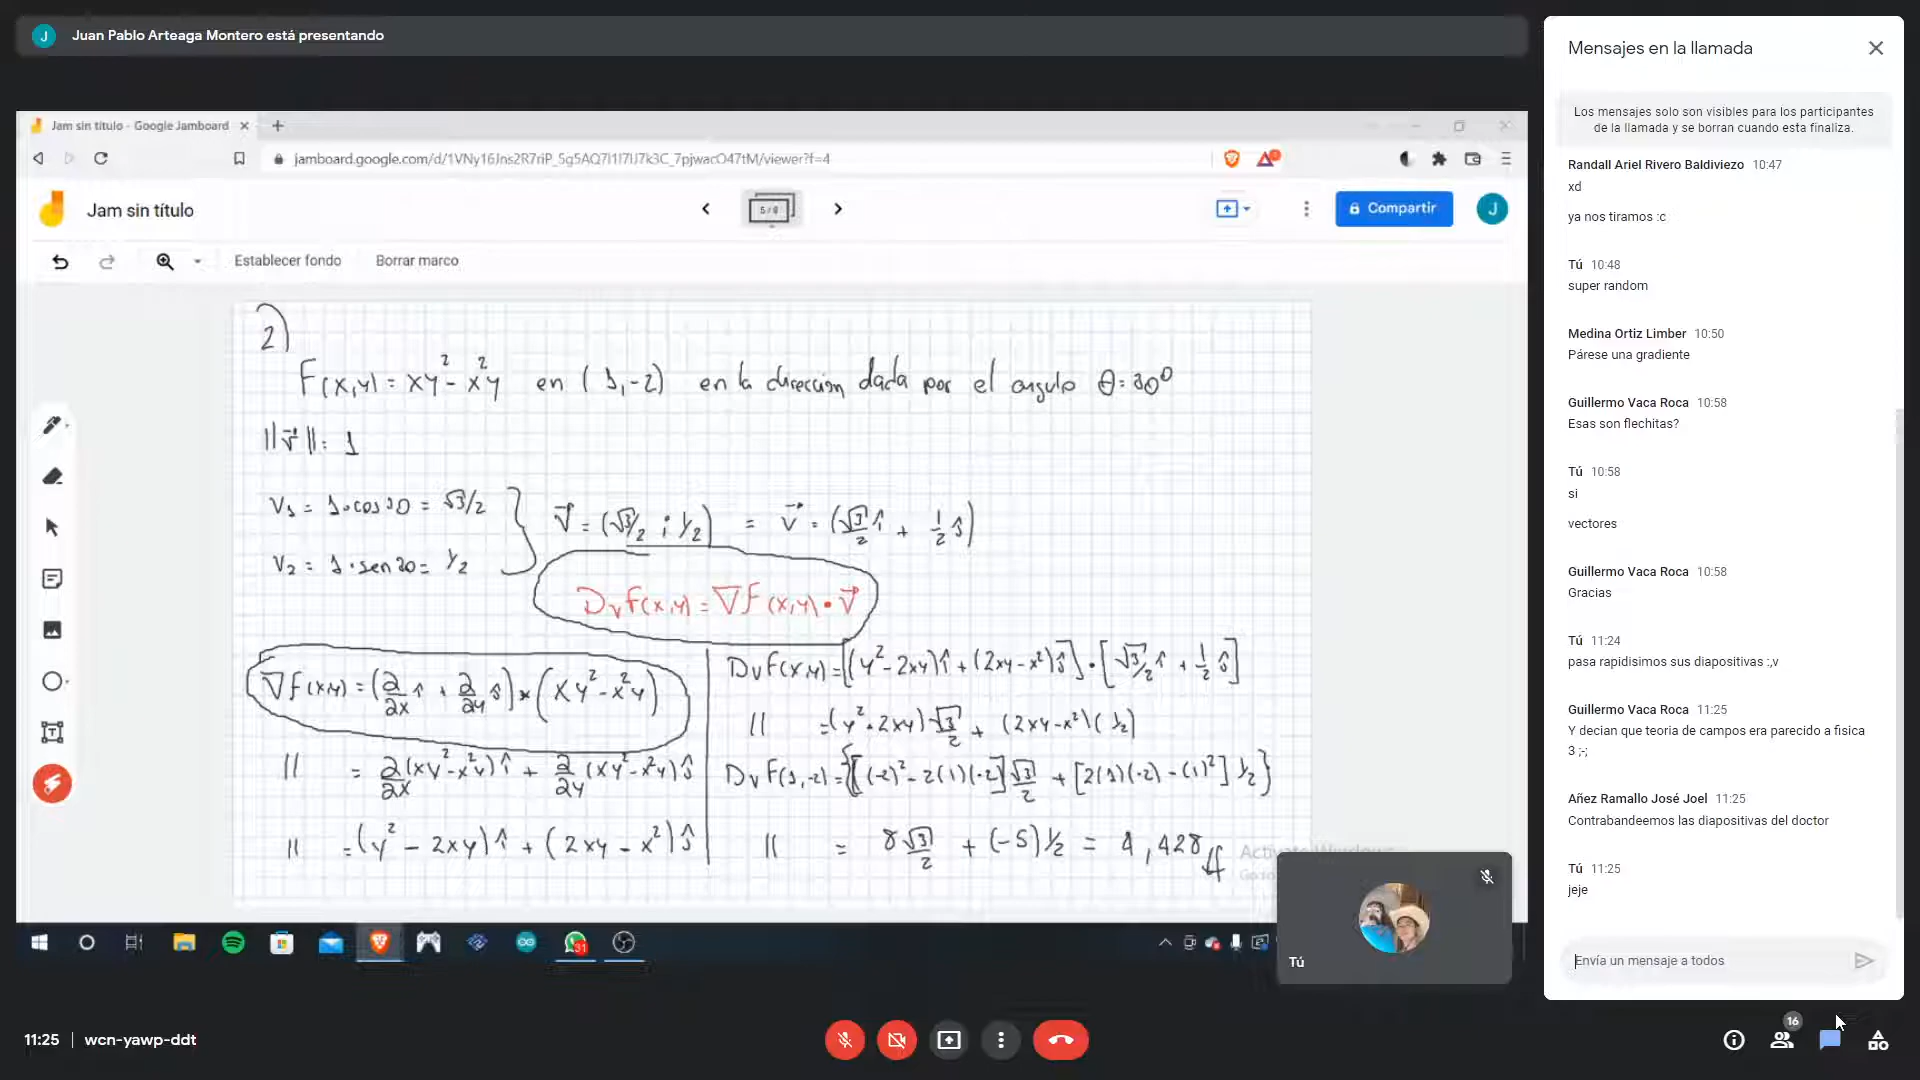 Juan Pablo Arteaga Montero está presentando
Jam sin título - Google Jamboard
jamboard.google.com/d/1VNy16Jns2R7riP_5g5AQ7I1I7IJ7k3C_7pjwacO47tM/viewer?f=4
Jam sin título
5 / 8
Compartir
J
Establecer fondo
Borrar marco
2)
F(x,y) = xy² - x²y en (1,-2) en la direccion dada por el angulo θ = 30°
||v⃗|| = 1
V₁ = 1·cos30 = √3/2
V₂ = 1·sen30 = 1/2
v⃗ = (√3/2 ; 1/2) = v⃗ = (√3/2 î + 1/2 ĵ)
DvF(x,y) = ∇F(x,y) • v⃗
∇F(x,y) = (∂/∂x î + ∂/∂y ĵ) * (xy² - x²y)
|| = ∂/∂x (xy² - x²y) î + ∂/∂y (xy² - x²y) ĵ
|| = (y² - 2xy) î + (2xy - x²) ĵ
DvF(x,y) = [(y² - 2xy) î + (2xy - x²) ĵ] • [√3/2 î + 1/2 ĵ]
|| = (y² - 2xy) √3/2 + (2xy - x²)(1/2)
DvF(1,-2) = {[(-2)² - 2(1)(-2)] √3/2 + [2(1)(-2) - (1)²] 1/2}
|| = 8 √3/2 + (-5) 1/2 = 4,428
Activate Windows
31
Tú
11:25 | wcn-yawp-ddt
Mensajes en la llamada
Los mensajes solo son visibles para los participantes
de la llamada y se borran cuando esta finaliza.
Randall Ariel Rivero Baldiviezo 10:47
xd
ya nos tiramos :c
Tú 10:48
super random
Medina Ortiz Limber 10:50
Párese una gradiente
Guillermo Vaca Roca 10:58
Esas son flechitas?
Tú 10:58
si
vectores
Guillermo Vaca Roca 10:58
Gracias
Tú 11:24
pasa rapidisimos sus diapositivas :,v
Guillermo Vaca Roca 11:25
Y decian que teoria de campos era parecido a fisica
3 ;-;
Añez Ramallo José Joel 11:25
Contrabandeemos las diapositivas del doctor
Tú 11:25
jeje
Envía un mensaje a todos
16